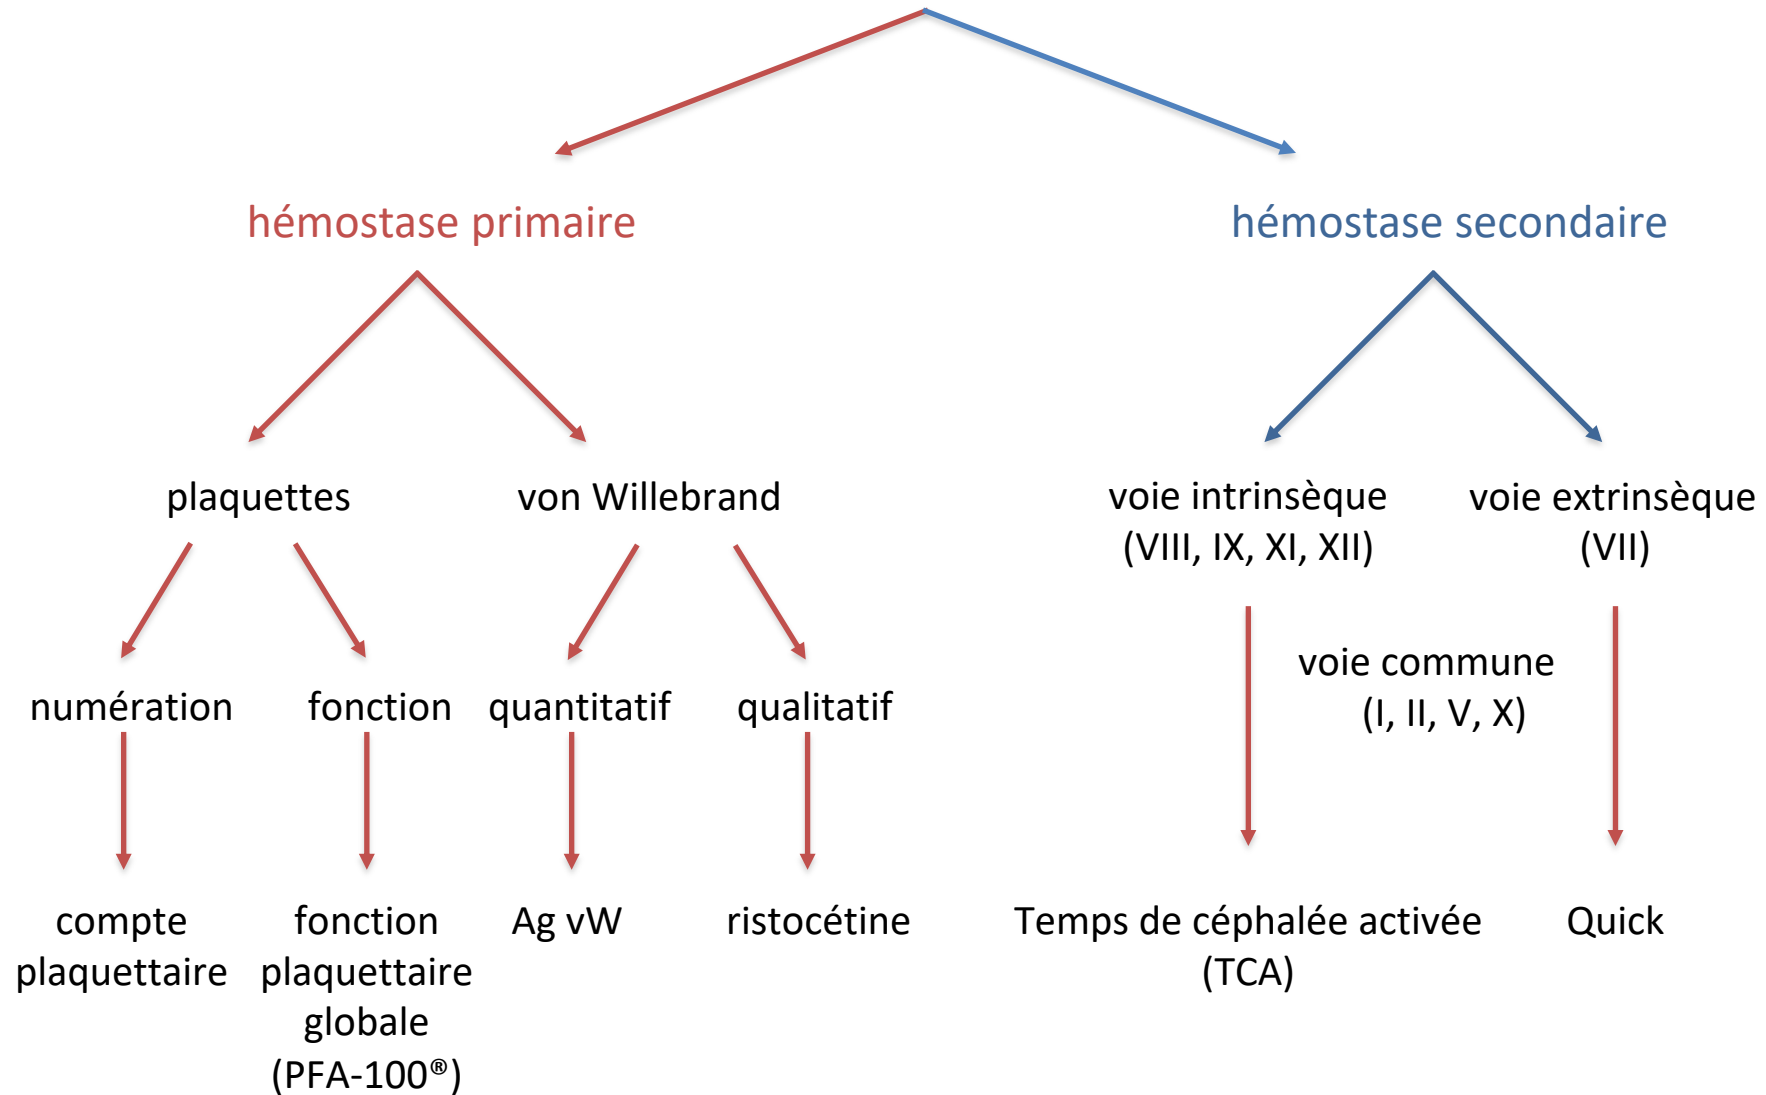 hémostase primaire
hémostase secondaire
plaquettes
von Willebrand
voie intrinsèque
(VIII, IX, XI, XII)
voie extrinsèque
(VII)
voie commune
(I, II, V, X)
numération
fonction
quantitatif
qualitatif
compte
plaquettaire
fonction
plaquettaire
globale
(PFA-100®)
Ag vW
ristocétine
Temps de céphalée activée
(TCA)
Quick